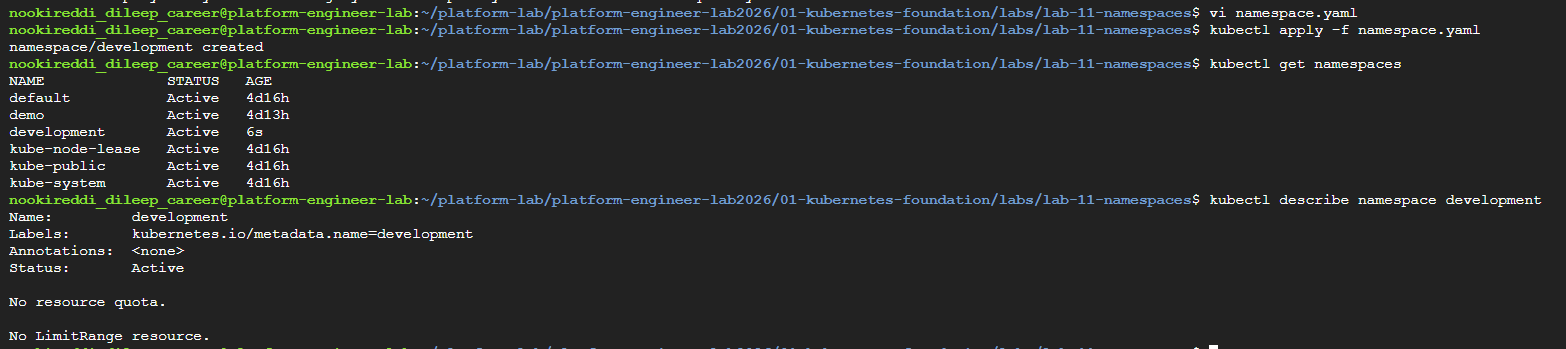 nookireddi_dileep_career@platform-engineer-lab:~/platform-lab/platform-engineer-lab2026/01-kubernetes-foundation/labs/lab-11-namespaces$ vi namespace.yaml
nookireddi_dileep_career@platform-engineer-lab:~/platform-lab/platform-engineer-lab2026/01-kubernetes-foundation/labs/lab-11-namespaces$ kubectl apply -f namespace.yaml
namespace/development created
nookireddi_dileep_career@platform-engineer-lab:~/platform-lab/platform-engineer-lab2026/01-kubernetes-foundation/labs/lab-11-namespaces$ kubectl get namespaces
NAME              STATUS   AGE
default           Active   4d16h
demo              Active   4d13h
development       Active   6s
kube-node-lease   Active   4d16h
kube-public       Active   4d16h
kube-system       Active   4d16h
nookireddi_dileep_career@platform-engineer-lab:~/platform-lab/platform-engineer-lab2026/01-kubernetes-foundation/labs/lab-11-namespaces$ kubectl describe namespace development
Name:         development
Labels:       kubernetes.io/metadata.name=development
Annotations:  <none>
Status:       Active
No resource quota.
No LimitRange resource.